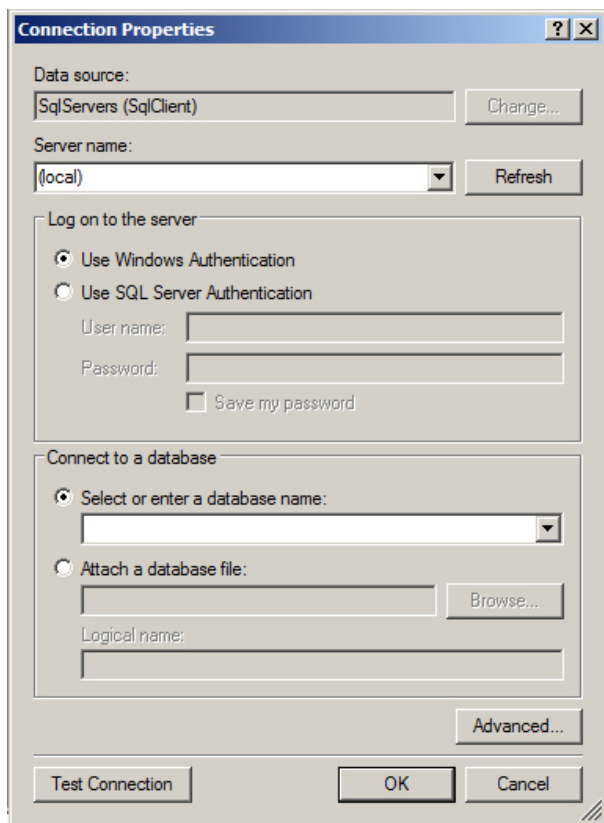 Connection Properties
Data source:
SqlServers (SqlClient)
Change...
Server name:
(local)
Refresh
Log on to the server
Use Windows Authentication
Use SQL Server Authentication
User name:
Password:
Save my password
Connect to a database
Select or enter a database name:
Attach a database file:
Browse...
Logical name:
Advanced...
Test Connection
OK
Cancel